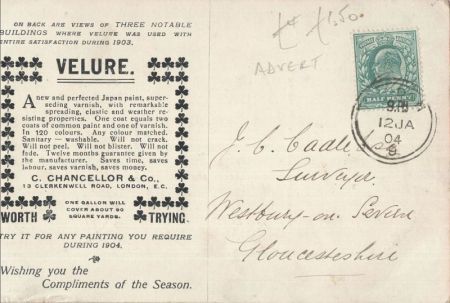 ON BACK ARE VIEWS OF THREE NOTABLE
BUILDINGS WHERE VELURE WAS USED WITH
ENTIRE SATISFACTION DURING 1903.
VELURE.
A new and perfected Japan paint, super-
seding varnish, with remarkable
spreading, elastic and weather re-
sisting properties. One coat equals two
coats of common paint and one of varnish.
In 120 colours. Any colour matched.
Sanitary — washable. Will not crack.
Will not peel. Will not blister. Will not
fade. Twelve months guarantee given by
the manufacturer. Saves time, saves
labour, saves varnish, saves money.
C. CHANCELLOR & Co.,
13 CLERKENWELL ROAD, LONDON, E.C.
WORTH
ONE GALLON WILL
COVER ABOUT 80
SQUARE YARDS.
TRYING.
TRY IT FOR ANY PAINTING YOU REQUIRE
DURING 1904.
Wishing you the
Compliments of the Season.
£1.50.
ADVERT
HALF PENNY
12 JA
04
J. C.
Surveyor
Westbury-on Severn
Gloucestershire